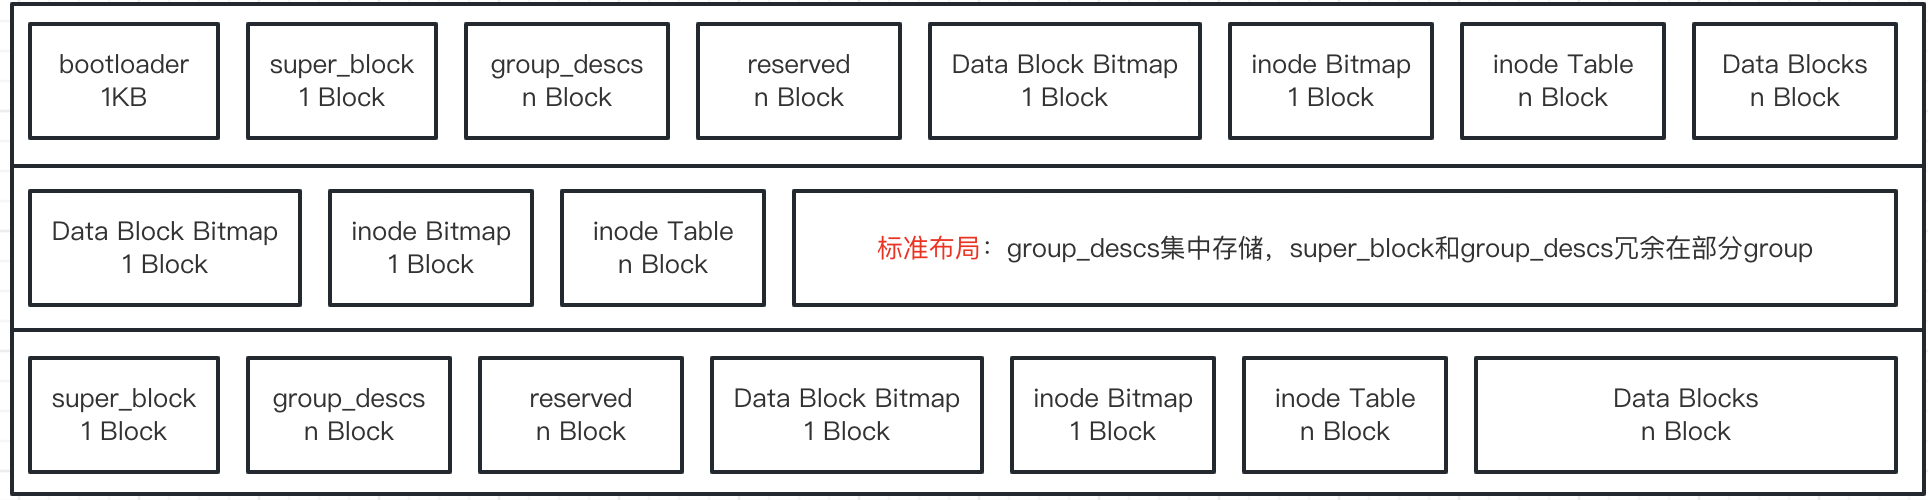 bootloader
1KB
super_block
1 Block
group_descs
n Block
reserved
n Block
Data Block Bitmap
1 Block
inode Bitmap
1 Block
inode Table
n Block
Data Blocks
n Block
Data Block Bitmap
1 Block
inode Bitmap
1 Block
inode Table
n Block
标准布局：group_descs集中存储，super_block和group_descs冗余在部分group
super_block
1 Block
group_descs
n Block
reserved
n Block
Data Block Bitmap
1 Block
inode Bitmap
1 Block
inode Table
n Block
Data Blocks
n Block